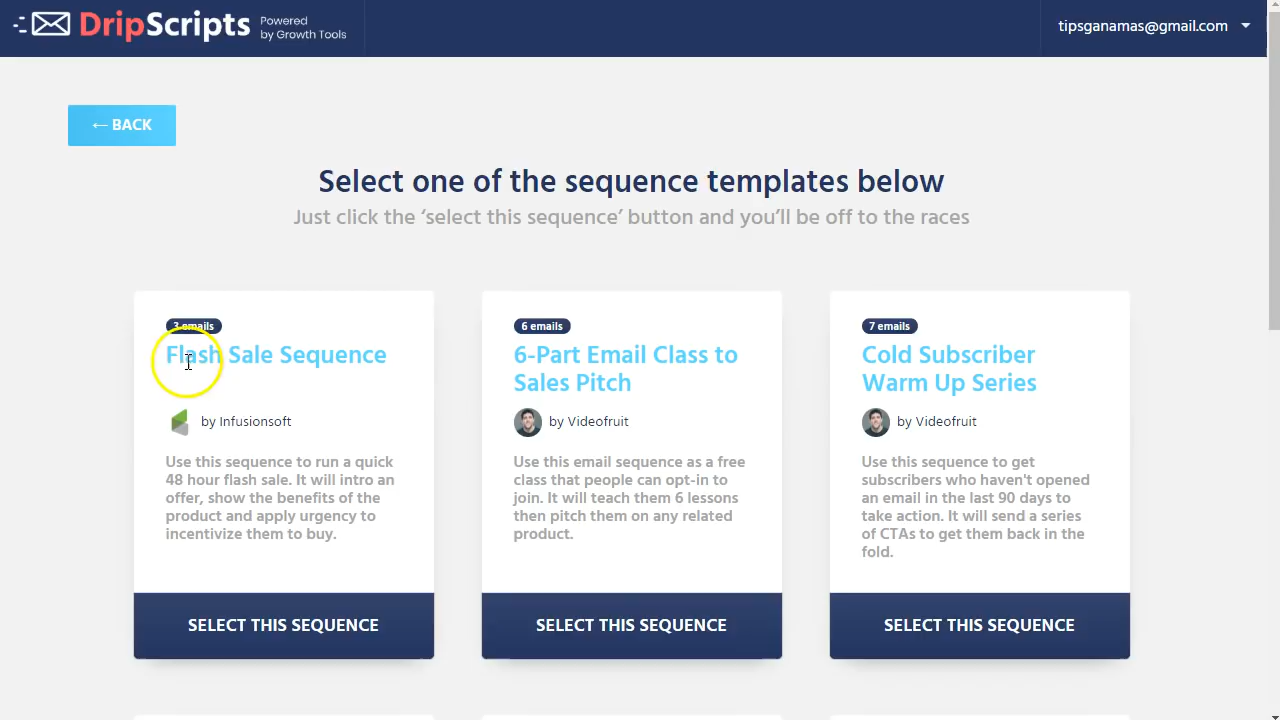 DripScripts
Powered
by Growth Tools
tipsganamas@gmail.com
← BACK
Select one of the sequence templates below
Just click the ‘select this sequence’ button and you’ll be off to the races
3 emails
Flash Sale Sequence
by Infusionsoft
Use this sequence to run a quick
48 hour flash sale. It will intro an
offer, show the benefits of the
product and apply urgency to
incentivize them to buy.
SELECT THIS SEQUENCE
6 emails
6-Part Email Class to
Sales Pitch
by Videofruit
Use this email sequence as a free
class that people can opt-in to
join. It will teach them 6 lessons
then pitch them on any related
product.
SELECT THIS SEQUENCE
7 emails
Cold Subscriber
Warm Up Series
by Videofruit
Use this sequence to get
subscribers who haven't opened
an email in the last 90 days to
take action. It will send a series
of CTAs to get them back in the
fold.
SELECT THIS SEQUENCE